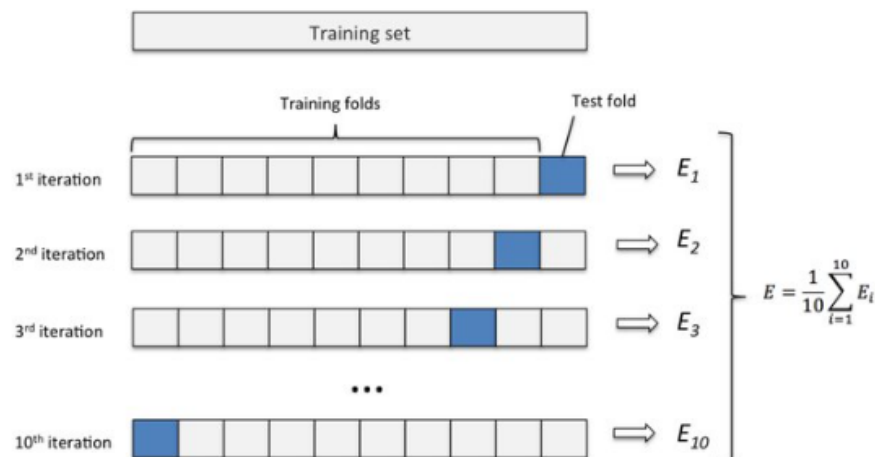 Training set
Training folds
Test fold
1st iteration
E1
2nd iteration
E2
E = 1/10 ∑ i=1 10 Ei
3rd iteration
E3
...
10th iteration
E10